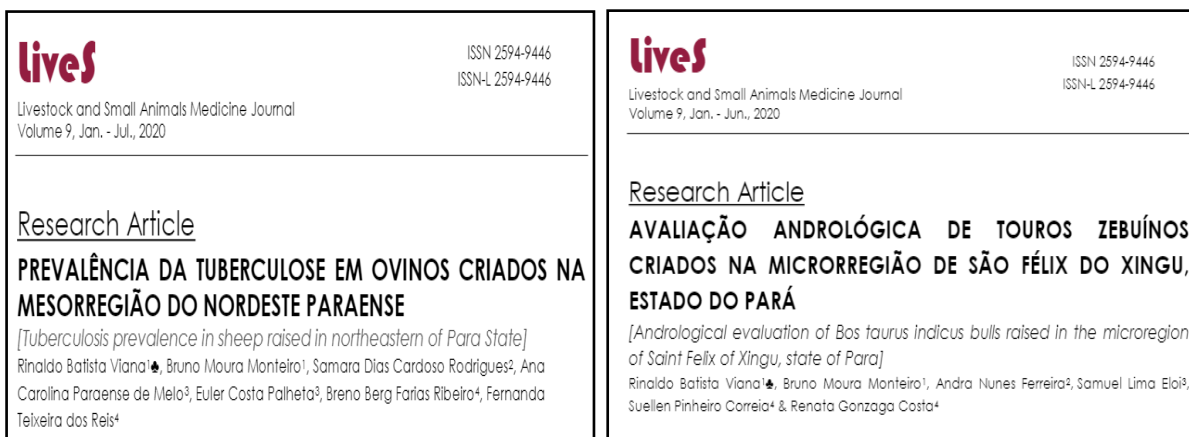 LiveS
ISSN 2594-9446
ISSN-L 2594-9446
Livestock and Small Animals Medicine Journal
Volume 9, Jan. - Jul., 2020
Research Article
PREVALÊNCIA DA TUBERCULOSE EM OVINOS CRIADOS NA
MESORREGIÃO DO NORDESTE PARAENSE
[Tuberculosis prevalence in sheep raised in northeastern of Para State]
Rinaldo Batista Viana¹♣, Bruno Moura Monteiro¹, Samara Dias Cardoso Rodrigues², Ana
Carolina Paraense de Melo³, Euler Costa Palheta³, Breno Berg Farias Ribeiro⁴, Fernanda
Teixeira dos Reis⁴
LiveS
ISSN 2594-9446
ISSN-L 2594-9446
Livestock and Small Animals Medicine Journal
Volume 9, Jan. - Jun., 2020
Research Article
AVALIAÇÃO ANDROLÓGICA DE TOUROS ZEBUÍNOS
CRIADOS NA MICRORREGIÃO DE SÃO FÉLIX DO XINGU,
ESTADO DO PARÁ
[Andrological evaluation of Bos taurus indicus bulls raised in the microregion
of Saint Felix of Xingu, state of Para]
Rinaldo Batista Viana¹♣, Bruno Moura Monteiro¹, Andra Nunes Ferreira², Samuel Lima Eloi³,
Suellen Pinheiro Correia⁴ & Renata Gonzaga Costa⁴